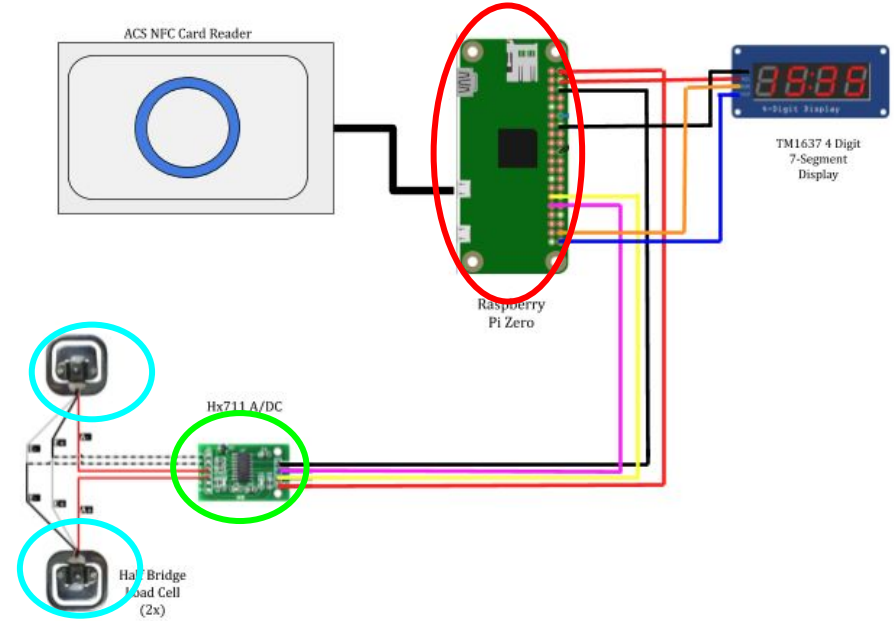 ACS NFC Card Reader
4-Digit Display
TM1637 4 Digit
7-Segment
Display
Raspberry
Pi Zero
Hx711 A/DC
Half Bridge
Load Cell
(2x)